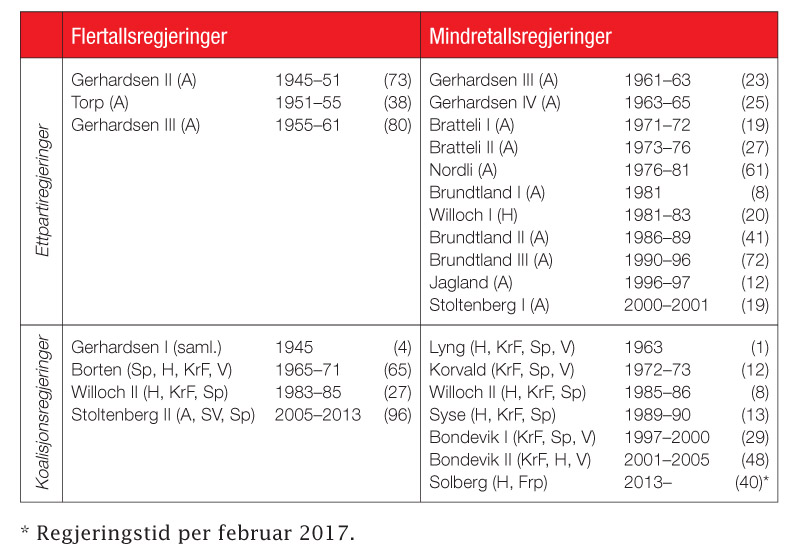 Flertallsregjeringer Mindretallsregjeringer
Ettpartiregjeringer
Gerhardsen II (A) 1945–51 (73) Gerhardsen III (A) 1961–63 (23)
Torp (A) 1951–55 (38) Gerhardsen IV (A) 1963–65 (25)
Gerhardsen III (A) 1955–61 (80) Bratteli I (A) 1971–72 (19)
Bratteli II (A) 1973–76 (27)
Nordli (A) 1976–81 (61)
Brundtland I (A) 1981 (8)
Willoch I (H) 1981–83 (20)
Brundtland II (A) 1986–89 (41)
Brundtland III (A) 1990–96 (72)
Jagland (A) 1996–97 (12)
Stoltenberg I (A) 2000–2001 (19)
Koalisjonsregjeringer
Gerhardsen I (saml.) 1945 (4) Lyng (H, KrF, Sp, V) 1963 (1)
Borten (Sp, H, KrF, V) 1965–71 (65) Korvald (KrF, Sp, V) 1972–73 (12)
Willoch II (H, KrF, Sp) 1983–85 (27) Willoch II (H, KrF, Sp) 1985–86 (8)
Stoltenberg II (A, SV, Sp) 2005–2013 (96) Syse (H, KrF, Sp) 1989–90 (13)
Bondevik I (KrF, Sp, V) 1997–2000 (29)
Bondevik II (KrF, H, V) 2001–2005 (48)
Solberg (H, Frp) 2013– (40)*
* Regjeringstid per februar 2017.